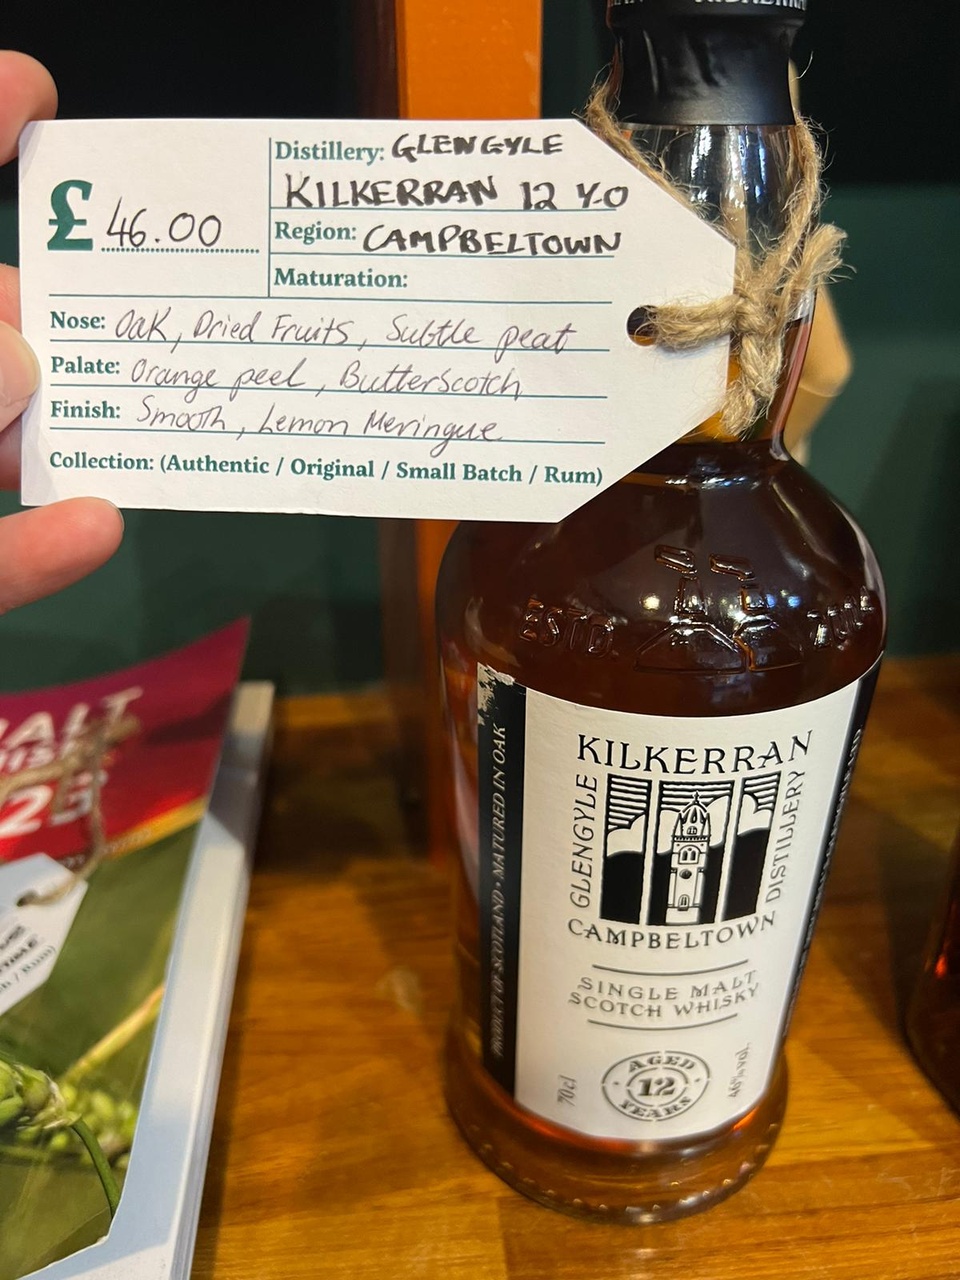 Distillery: GLENGYLE
KILKERRAN 12 Y.O
£ 46.00
Region: CAMPBELTOWN
Maturation:
Nose: Oak, Dried Fruits, Subtle peat
Palate: Orange peel, Butterscotch
Finish: Smooth, Lemon Meringue
Collection: (Authentic / Original / Small Batch / Rum)
ESTD.
PRODUCT OF SCOTLAND • MATURED IN OAK
KILKERRAN
GLENGYLE
DISTILLERY
CAMPBELTOWN
SINGLE MALT
SCOTCH WHISKY
AGED
12
YEARS
70cl
46% vol.
/ Rum)